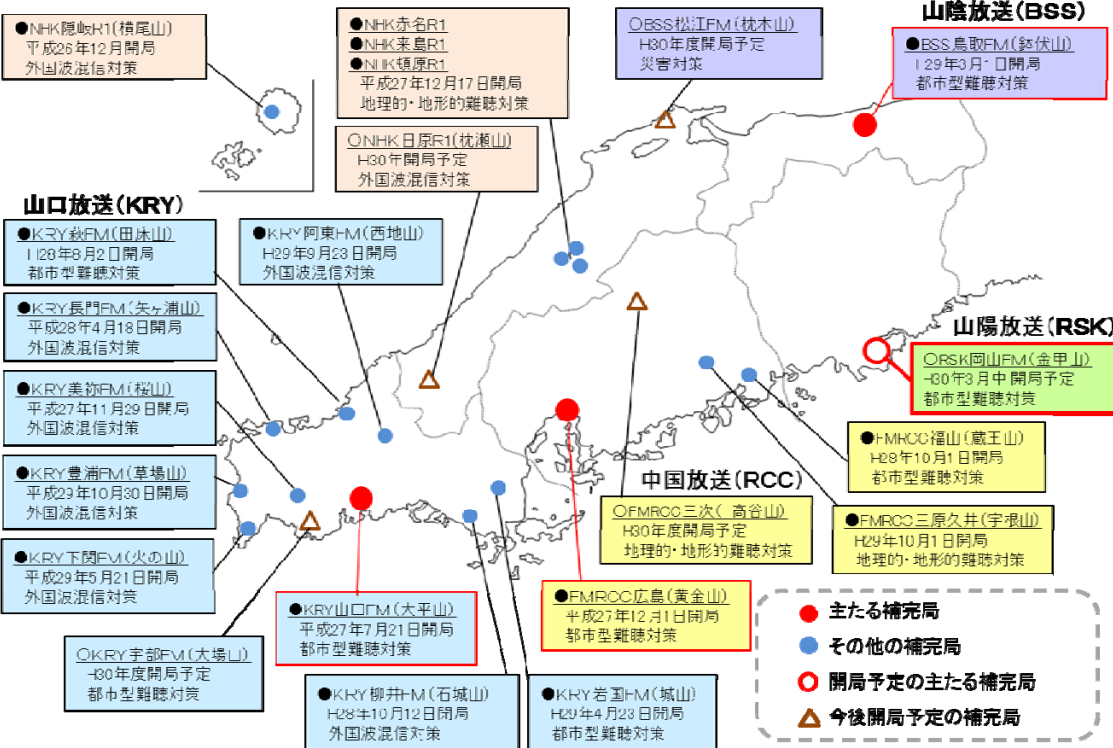 ●NHK隠岐R1(横尾山)
平成26年12月開局
外国波混信対策
●NHK赤名R1
●NHK来島R1
●NHK頓原R1
平成27年12月17日開局
地理的・地形的難聴対策
○NHK日原R1(枕瀬山)
H30年開局予定
外国波混信対策
○BSS松江FM(枕木山)
H30年度開局予定
災害対策
山陰放送(BSS)
●BSS鳥取FM(鉢伏山)
H29年3月1日開局
都市型難聴対策
山口放送(KRY)
●KRY萩FM(田床山)
H28年8月2日開局
都市型難聴対策
●KRY阿東FM(西地山)
H29年9月23日開局
外国波混信対策
●KRY長門FM(矢ヶ浦山)
平成28年4月18日開局
外国波混信対策
●KRY美祢FM(桜山)
平成27年11月29日開局
外国波混信対策
●KRY豊浦FM(草場山)
平成29年10月30日開局
外国波混信対策
●KRY下関FM(火の山)
平成29年5月21日開局
外国波混信対策
○KRY宇部FM(大場山)
H30年度開局予定
都市型難聴対策
●KRY山口FM(大平山)
平成27年7月21日開局
都市型難聴対策
●KRY柳井FM(石城山)
H28年10月12日開局
外国波混信対策
●KRY岩国FM(城山)
H29年4月23日開局
都市型難聴対策
山陽放送(RSK)
○RSK岡山FM(金甲山)
H30年3月中開局予定
都市型難聴対策
●FMRCC福山(蔵王山)
H28年10月1日開局
都市型難聴対策
中国放送(RCC)
○FMRCC三次( 高谷山)
H30年度開局予定
地理的・地形的難聴対策
●FMRCC三原久井(宇根山)
H29年10月1日開局
地理的・地形的難聴対策
●FMRCC広島(黄金山)
平成27年12月1日開局
都市型難聴対策
主たる補完局
その他の補完局
開局予定の主たる補完局
今後開局予定の補完局